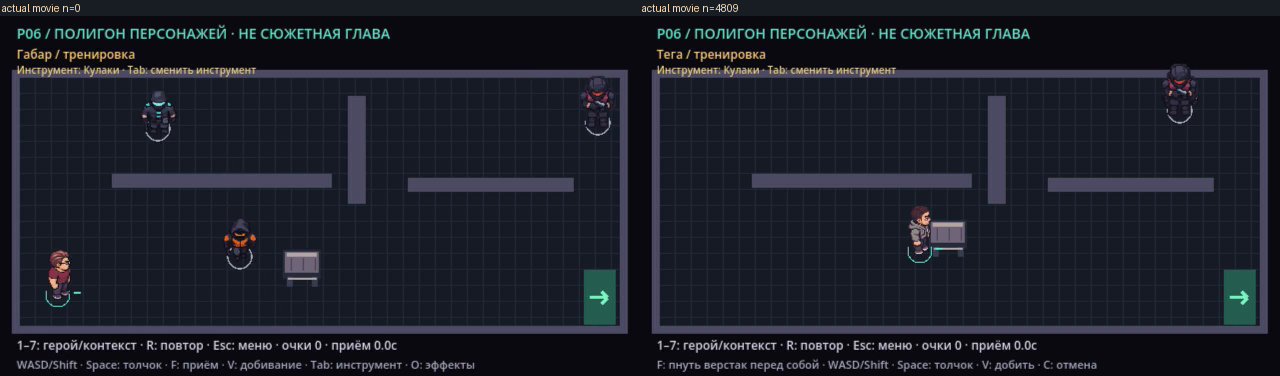 actual movie n=0
P06 / ПОЛИГОН ПЕРСОНАЖЕЙ · НЕ СЮЖЕТНАЯ ГЛАВА
Габар / тренировка
Инструмент: Кулаки · Tab: сменить инструмент
1–7: герой/контекст · R: повтор · Esc: меню · очки 0 · приём 0.0с
WASD/Shift · Space: толчок · F: приём · V: добивание · Tab: инструмент · O: эффекты
actual movie n=4809
P06 / ПОЛИГОН ПЕРСОНАЖЕЙ · НЕ СЮЖЕТНАЯ ГЛАВА
Тега / тренировка
Инструмент: Кулаки · Tab: сменить инструмент
1–7: герой/контекст · R: повтор · Esc: меню · очки 0 · приём 0.0с
F: пнуть верстак перед собой · WASD/Shift · V: добить · C: отмена